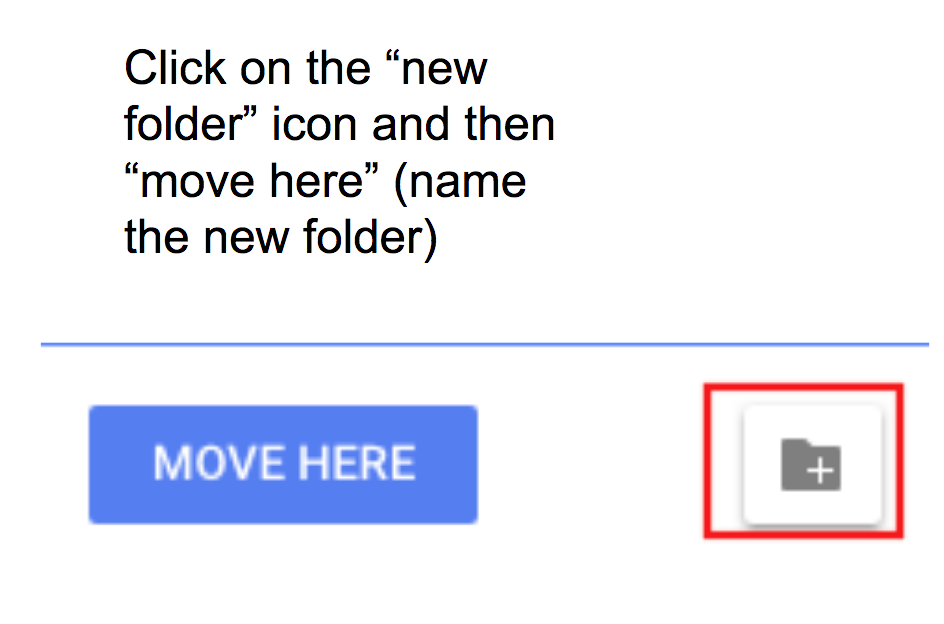 Click on the “new
folder” icon and then
“move here” (name
the new folder)
MOVE HERE